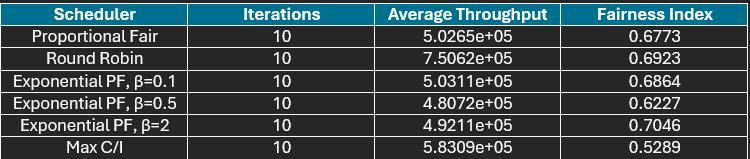 Scheduler Iterations Average Throughput Fairness Index
Proportional Fair 10 5.0265e+05 0.6773
Round Robin 10 7.5062e+05 0.6923
Exponential PF, β=0.1 10 5.0311e+05 0.6864
Exponential PF, β=0.5 10 4.8072e+05 0.6227
Exponential PF, β=2 10 4.9211e+05 0.7046
Max C/I 10 5.8309e+05 0.5289